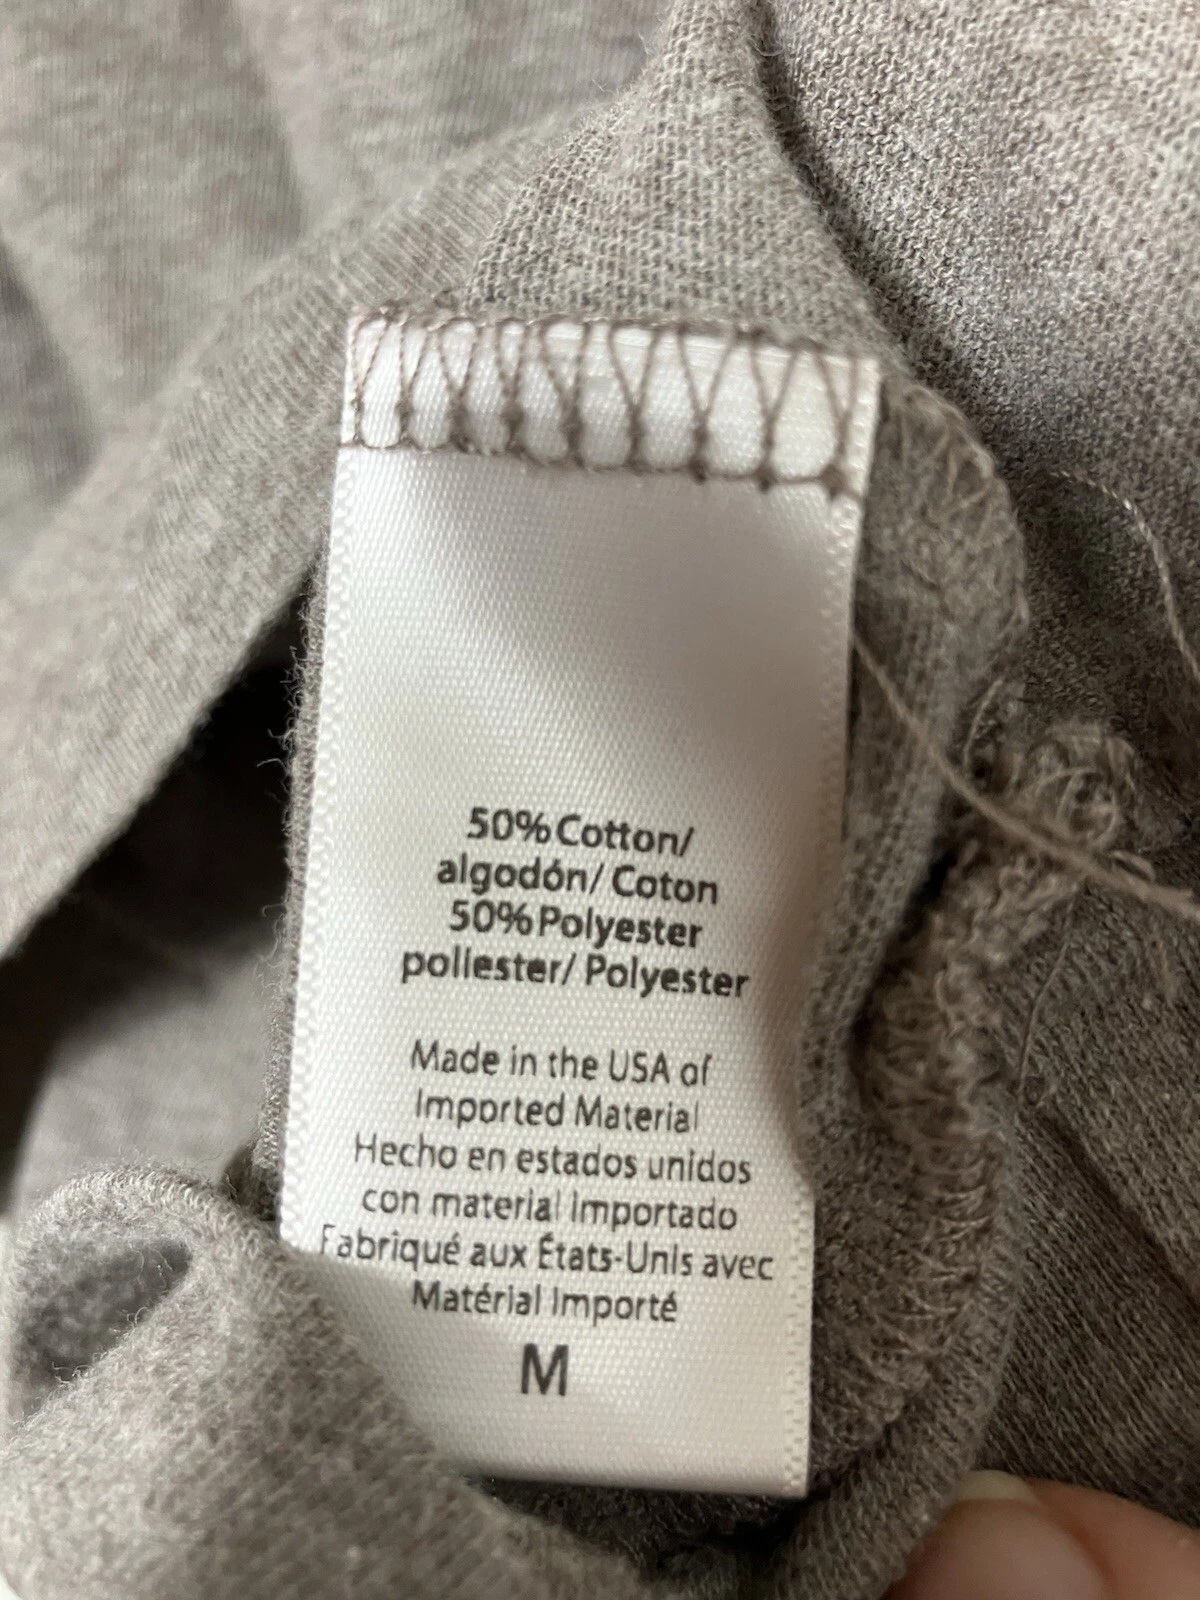 50% Cotton/
algodón/ Coton
50% Polyester
poliester/ Polyester
Made in the USA of
Imported Material
Hecho en estados unidos
con material Importado
Fabriqué aux États-Unis avec
Matérial Importé
M